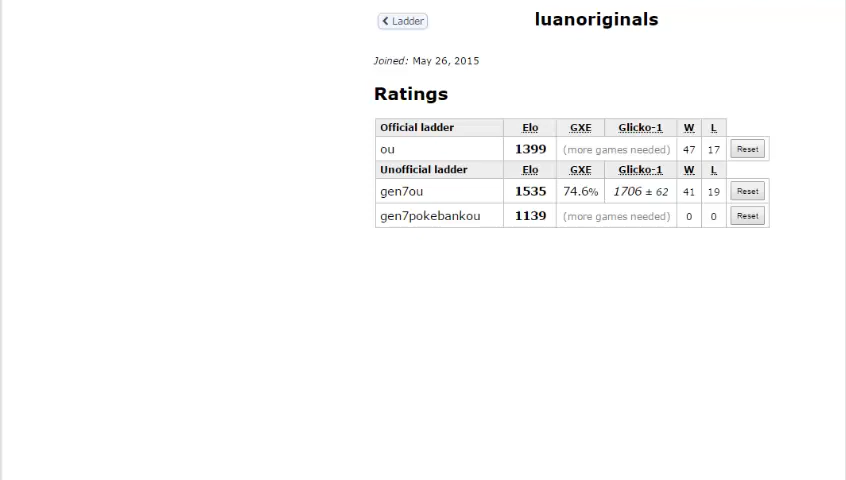 Ladder
luanoriginals
Joined: May 26, 2015
Ratings
Official ladder Elo GXE Glicko-1 W L
ou 1399 (more games needed) 47 17 Reset
Unofficial ladder Elo GXE Glicko-1 W L
gen7ou 1535 74.6% 1706 ± 62 41 19 Reset
gen7pokebankou 1139 (more games needed) 0 0 Reset